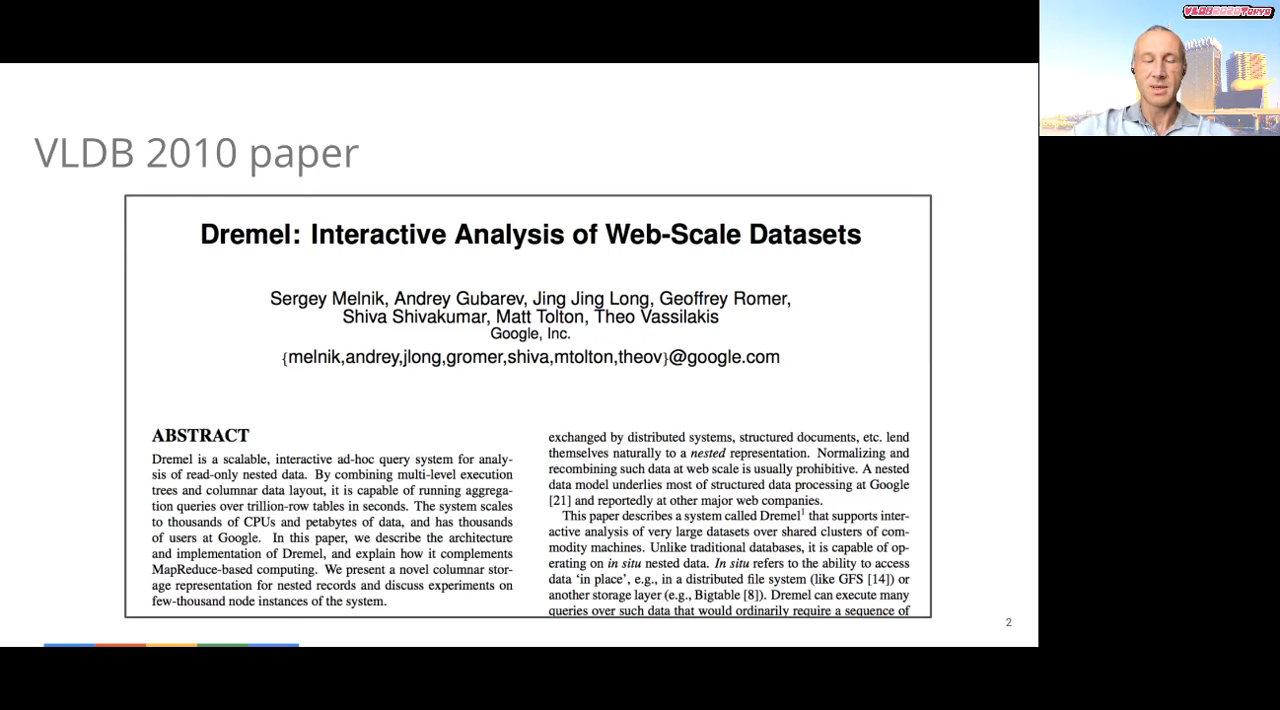 VLDB2020Tokyo
VLDB 2010 paper
Dremel: Interactive Analysis of Web-Scale Datasets
Sergey Melnik, Andrey Gubarev, Jing Jing Long, Geoffrey Romer,
Shiva Shivakumar, Matt Tolton, Theo Vassilakis
Google, Inc.
{melnik,andrey,jlong,gromer,shiva,mtolton,theov}@google.com
ABSTRACT
Dremel is a scalable, interactive ad-hoc query system for analy-
sis of read-only nested data. By combining multi-level execution
trees and columnar data layout, it is capable of running aggrega-
tion queries over trillion-row tables in seconds. The system scales
to thousands of CPUs and petabytes of data, and has thousands
of users at Google. In this paper, we describe the architecture
and implementation of Dremel, and explain how it complements
MapReduce-based computing. We present a novel columnar stor-
age representation for nested records and discuss experiments on
few-thousand node instances of the system.
exchanged by distributed systems, structured documents, etc. lend
themselves naturally to a nested representation. Normalizing and
recombining such data at web scale is usually prohibitive. A nested
data model underlies most of structured data processing at Google
[21] and reportedly at other major web companies.
This paper describes a system called Dremel¹ that supports inter-
active analysis of very large datasets over shared clusters of com-
modity machines. Unlike traditional databases, it is capable of op-
erating on in situ nested data. In situ refers to the ability to access
data ‘in place’, e.g., in a distributed file system (like GFS [14]) or
another storage layer (e.g., Bigtable [8]). Dremel can execute many
queries over such data that would ordinarily require a sequence of
2